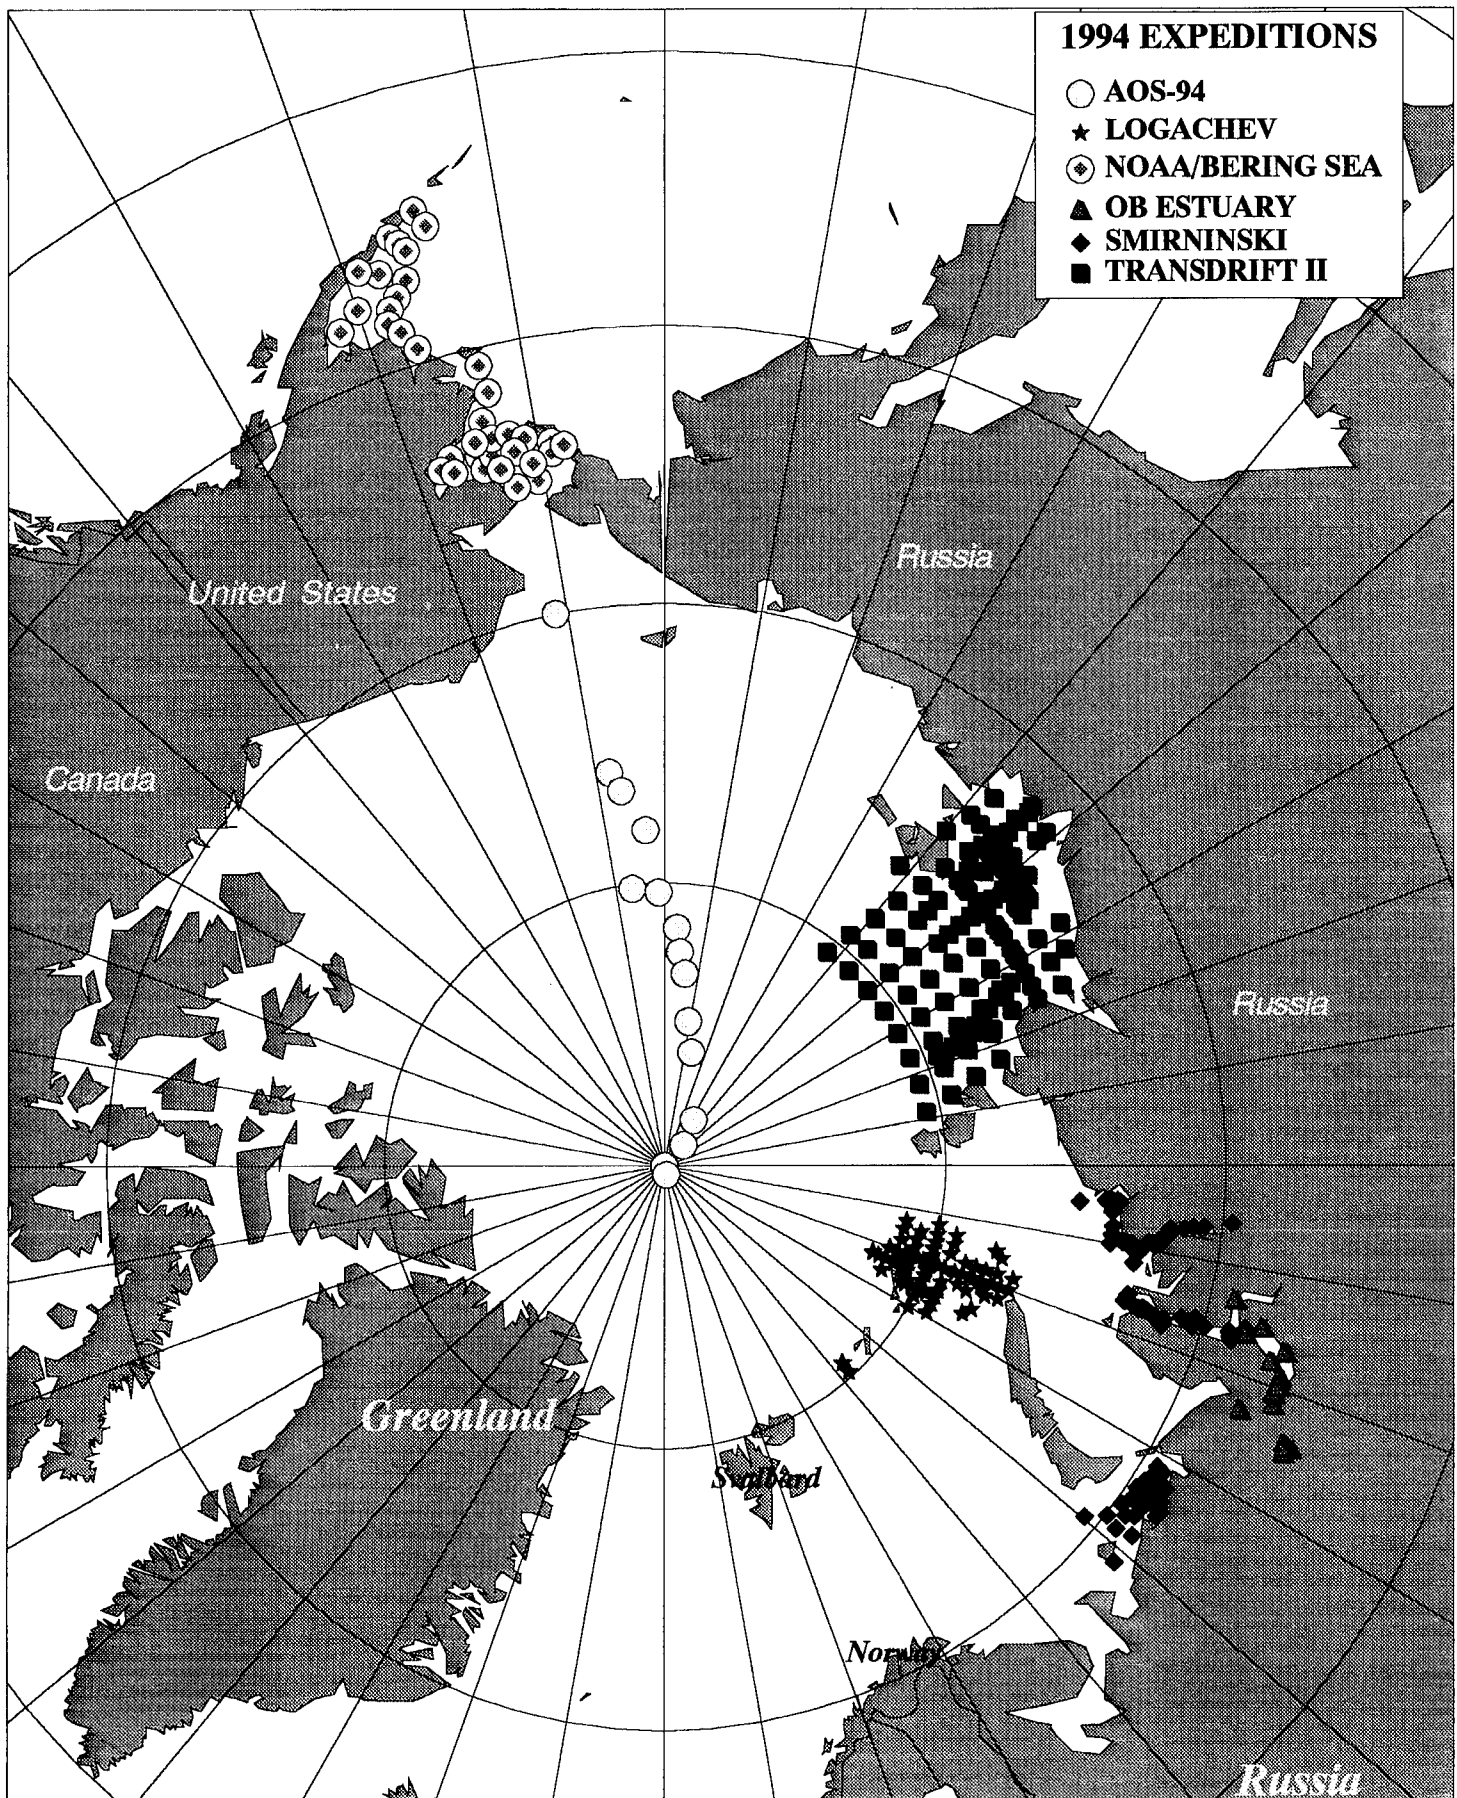 1994 EXPEDITIONS
AOS-94
LOGACHEV
NOAA/BERING SEA
OB ESTUARY
SMIRNINSKI
TRANSDRIFT II
Russia
United States
Canada
Russia
Greenland
Svalbard
Norway
Russia